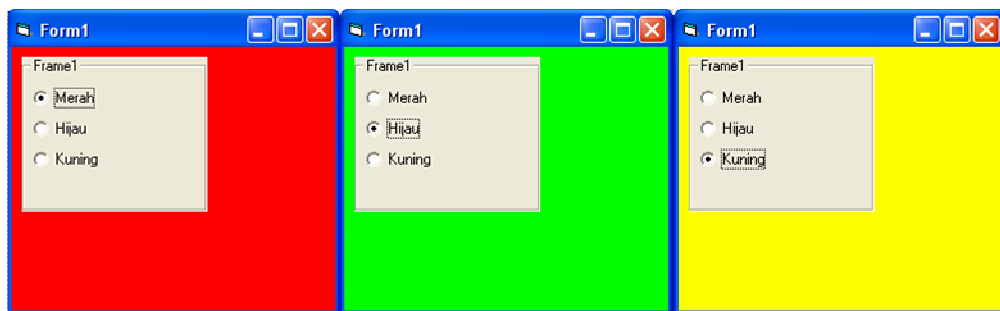 Form1
Frame1
Merah
Hijau
Kuning
Form1
Frame1
Merah
Hijau
Kuning
Form1
Frame1
Merah
Hijau
Kuning